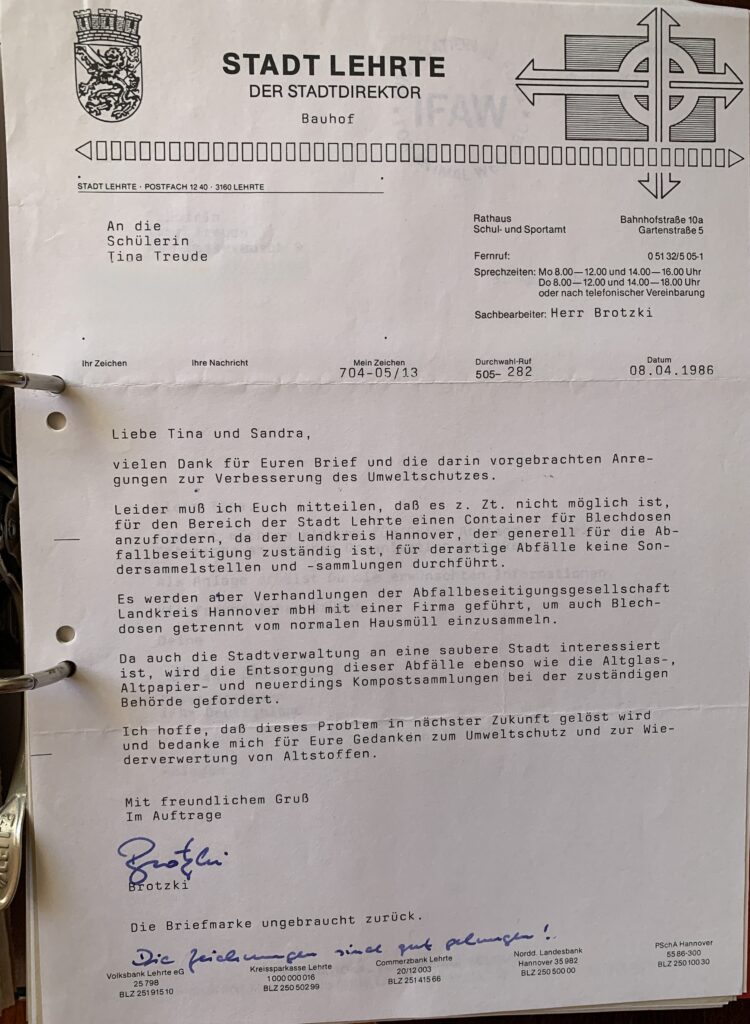 STADT LEHRTE
DER STADTDIREKTOR
Bauhof
IFAW
STADT LEHRTE · POSTFACH 12 40 · 3160 LEHRTE
An die
Schülerin
Tina Treude
Rathaus Bahnhofstraße 10a
Schul- und Sportamt Gartenstraße 5
Fernruf: 0 51 32/5 05-1
Sprechzeiten: Mo 8.00—12.00 und 14.00—16.00 Uhr
Do 8.00—12.00 und 14.00—18.00 Uhr
oder nach telefonischer Vereinbarung
Sachbearbeiter: Herr Brotzki
Ihr Zeichen Ihre Nachricht Mein Zeichen Durchwahl-Ruf Datum
704-05/13 505- 282 08.04.1986
Liebe Tina und Sandra,
vielen Dank für Euren Brief und die darin vorgebrachten Anre-
gungen zur Verbesserung des Umweltschutzes.
Leider muß ich Euch mitteilen, daß es z. Zt. nicht möglich ist,
für den Bereich der Stadt Lehrte einen Container für Blechdosen
anzufordern, da der Landkreis Hannover, der generell für die Ab-
fallbeseitigung zuständig ist, für derartige Abfälle keine Son-
dersammelstellen und -sammlungen durchführt.
Es werden aber Verhandlungen der Abfallbeseitigungsgesellschaft
Landkreis Hannover mbH mit einer Firma geführt, um auch Blech-
dosen getrennt vom normalen Hausmüll einzusammeln.
Da auch die Stadtverwaltung an eine saubere Stadt interessiert
ist, wird die Entsorgung dieser Abfälle ebenso wie die Altglas-,
Altpapier- und neuerdings Kompostsammlungen bei der zuständigen
Behörde gefordert.
Ich hoffe, daß dieses Problem in nächster Zukunft gelöst wird
und bedanke mich für Eure Gedanken zum Umweltschutz und zur Wie-
derverwertung von Altstoffen.
Mit freundlichem Gruß
Im Auftrage
Brotzki
Brotzki
Die Briefmarke ungebraucht zurück.
Die Zeichnungen sind gut gelungen!
Volksbank Lehrte eG Kreissparkasse Lehrte Commerzbank Lehrte Nordd. Landesbank PSchA Hannover
25 798 1 000 000 016 20/12 003 Hannover 35 982 55 86-300
BLZ 251 915 10 BLZ 250 502 99 BLZ 251 415 66 BLZ 250 500 00 BLZ 250 100 30